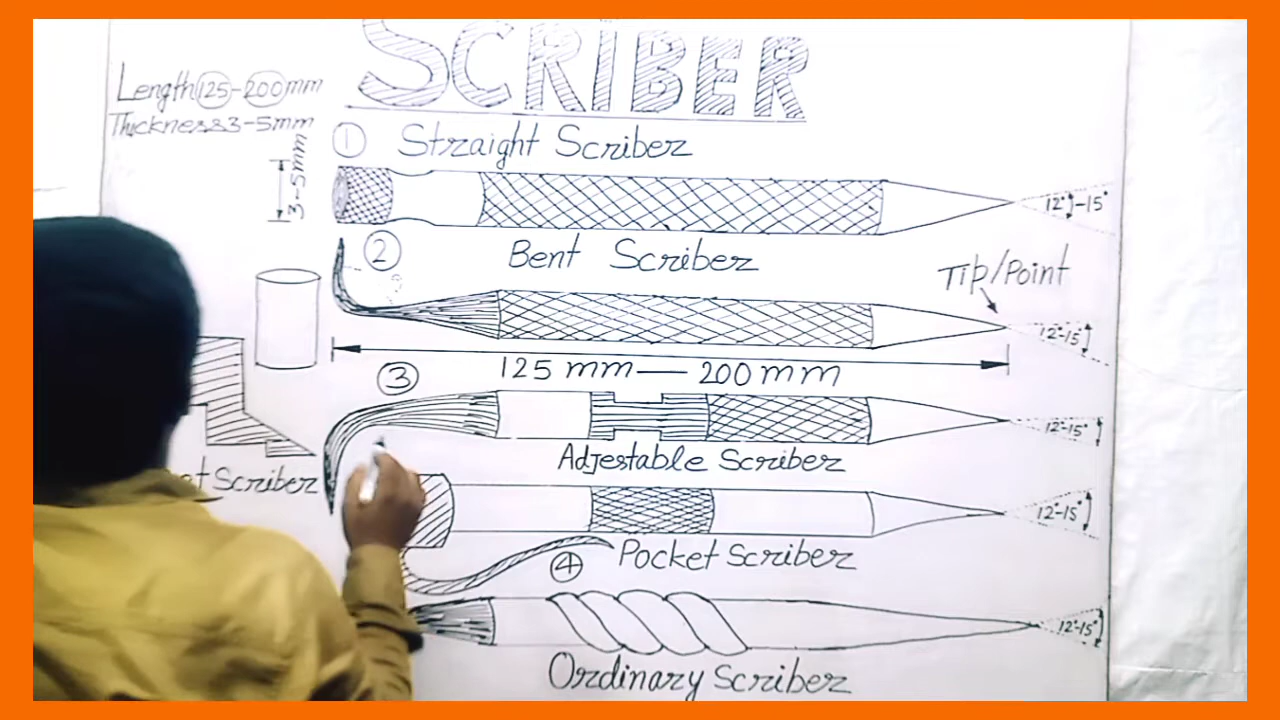 SCRIBER
Length 125-200mm
Thickness 3-5mm
3-5mm
1 Straight Scriber
12°-15°
2 Bent Scriber
Tip/Point
12°-15°
125 mm — 200 mm
3
12°-15°
Adjestable Scriber
Scriber
12°-15°
4 Pocket Scriber
12°-15°
Ordinary Scriber